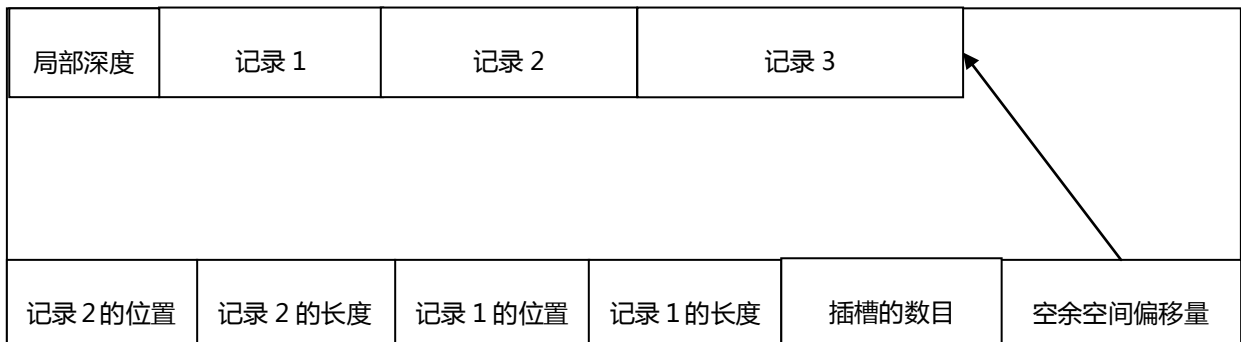 局部深度 记录 1 记录 2 记录 3
记录 2 的位置 记录 2 的长度 记录 1 的位置 记录 1 的长度 插槽的数目 空余空间偏移量